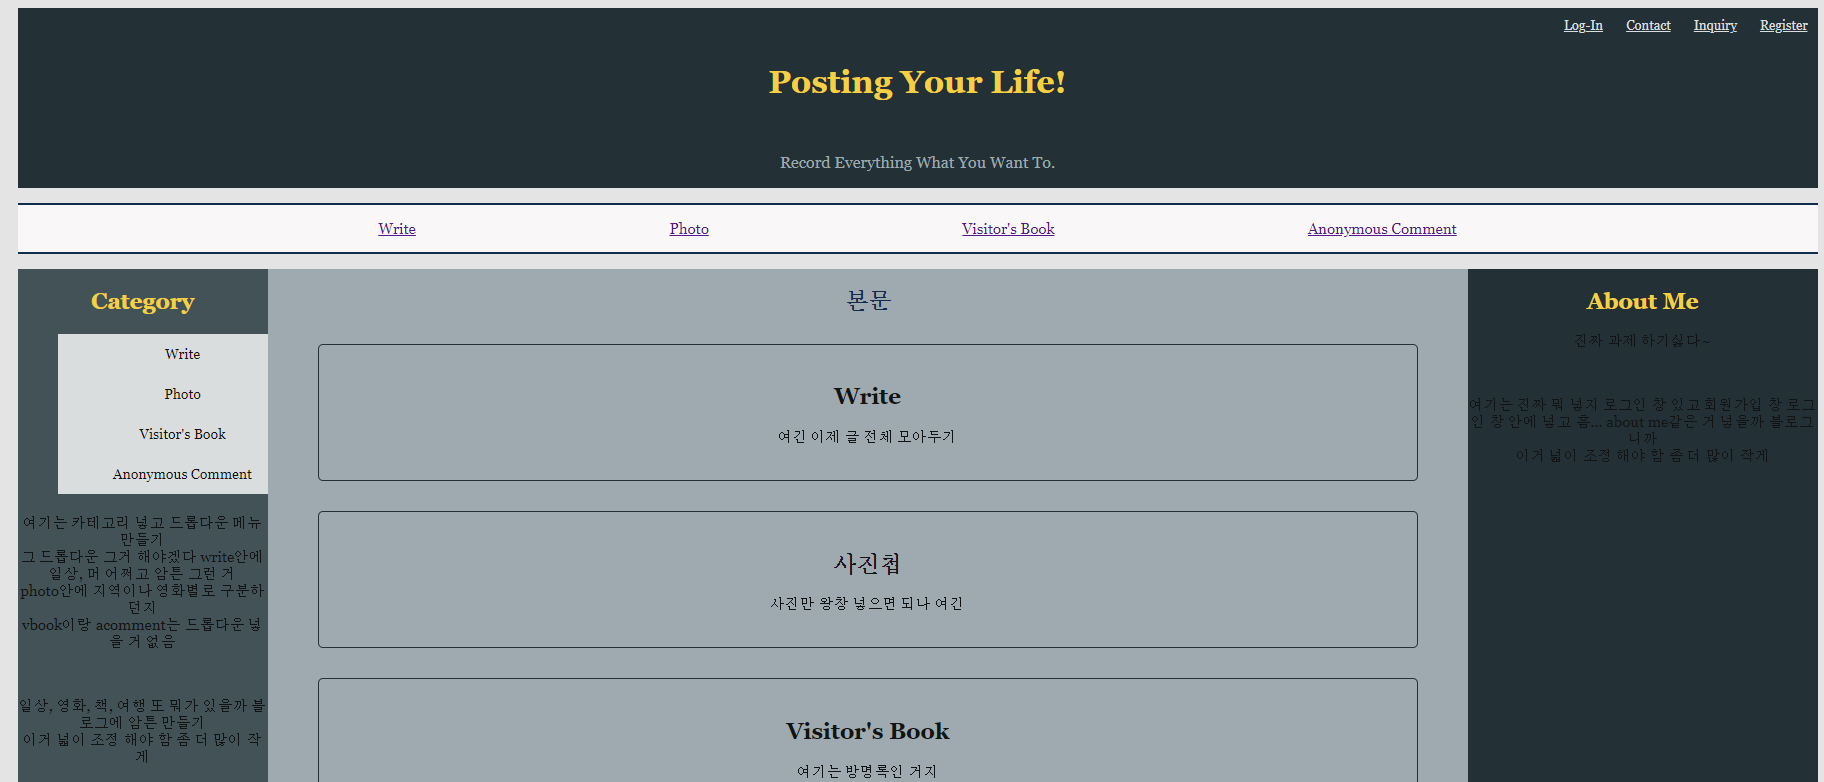 Log-In Contact Inquiry Register
Posting Your Life!
Record Everything What You Want To.
Write Photo Visitor's Book Anonymous Comment
Category
Write
Photo
Visitor's Book
Anonymous Comment
여기는 카테고리 넣고 드롭다운 메뉴
만들기
그 드롭다운 그거 해야겠다 write안에
일상, 머 어쩌고 암튼 그런 거
photo안에 지역이나 영화별로 구분하
던지
vbook이랑 acomment는 드롭다운 넣
을 거 없음
일상, 영화, 책, 여행 또 뭐가 있을까 블
로그에 암튼 만들기
이거 넓이 조정 해야 함 좀 더 많이 작
게
본문
Write
여긴 이제 글 전체 모아두기
사진첩
사진만 왕창 넣으면 되나 여긴
Visitor's Book
여기는 방명록인 거지
About Me
진짜 과제 하기싫다~
여기는 진짜 뭐 넣지 로그인 창 있고 회원가입 창 로그
인 창 안에 넣고 흠... about me같은 거 넣을까 블로그
니까
이거 넓이 조정 해야 함 좀 더 많이 작게